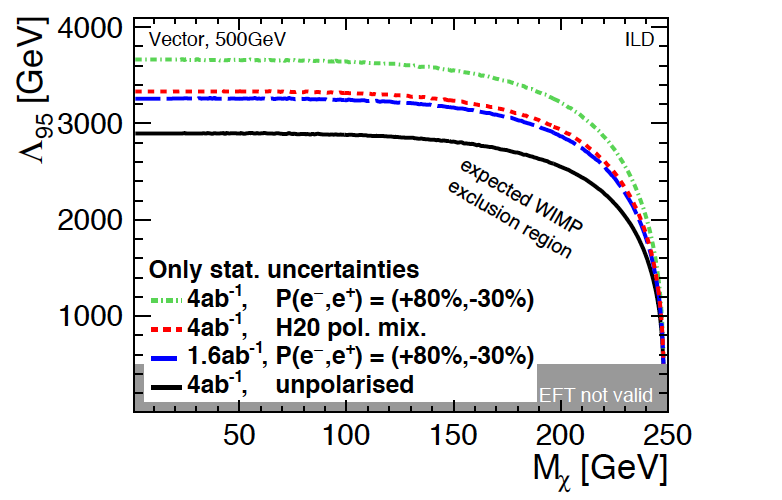 4000
3000
2000
1000
Λ95 [GeV]
Vector, 500GeV
ILD
expected WIMP
exclusion region
Only stat. uncertainties
4ab⁻¹, P(e⁻,e⁺) = (+80%,-30%)
4ab⁻¹, H20 pol. mix.
1.6ab⁻¹, P(e⁻,e⁺) = (+80%,-30%)
4ab⁻¹, unpolarised
EFT not valid
50 100 150 200 250
Mχ [GeV]